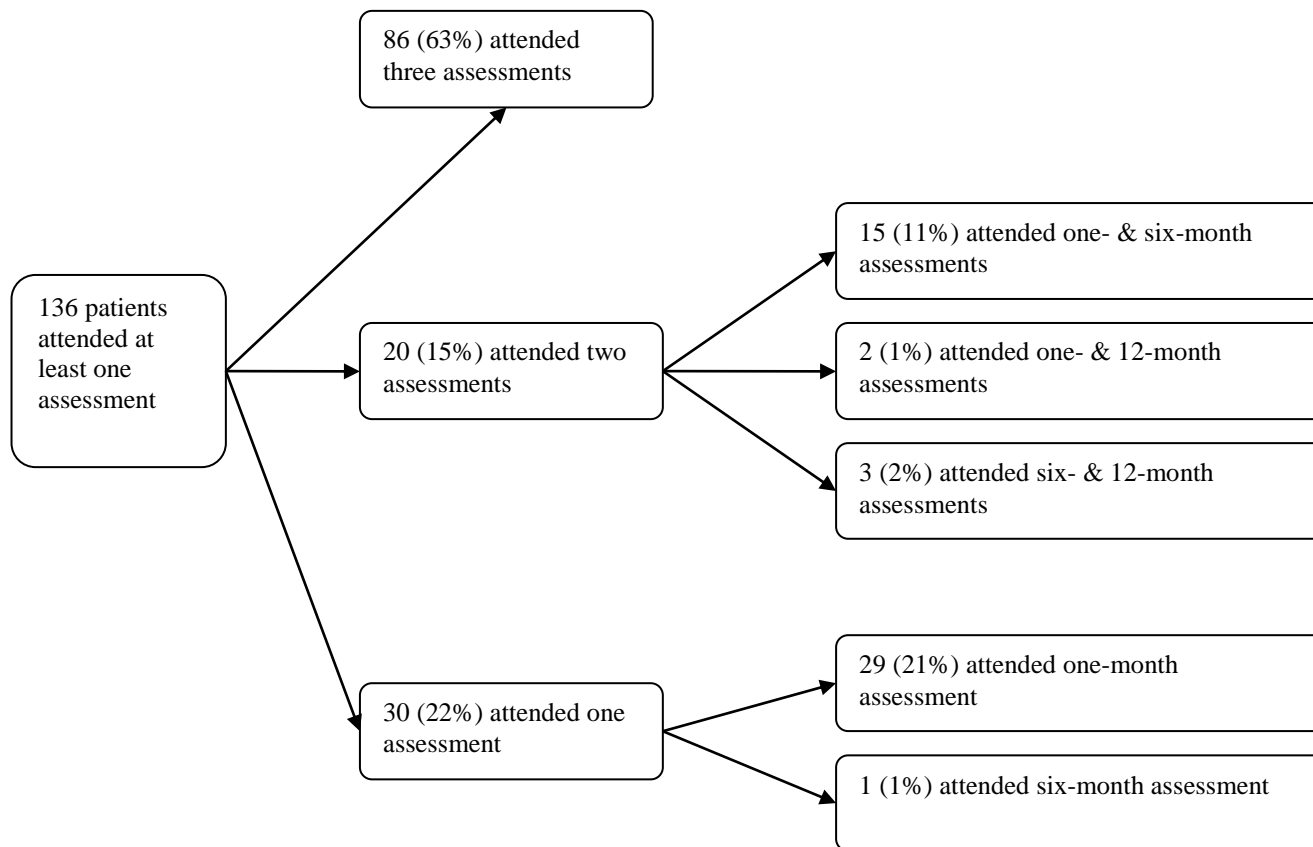 86 (63%) attended
three assessments
136 patients
attended at
least one
assessment
20 (15%) attended two
assessments
15 (11%) attended one- & six-month
assessments
2 (1%) attended one- & 12-month
assessments
3 (2%) attended six- & 12-month
assessments
30 (22%) attended one
assessment
29 (21%) attended one-month
assessment
1 (1%) attended six-month assessment